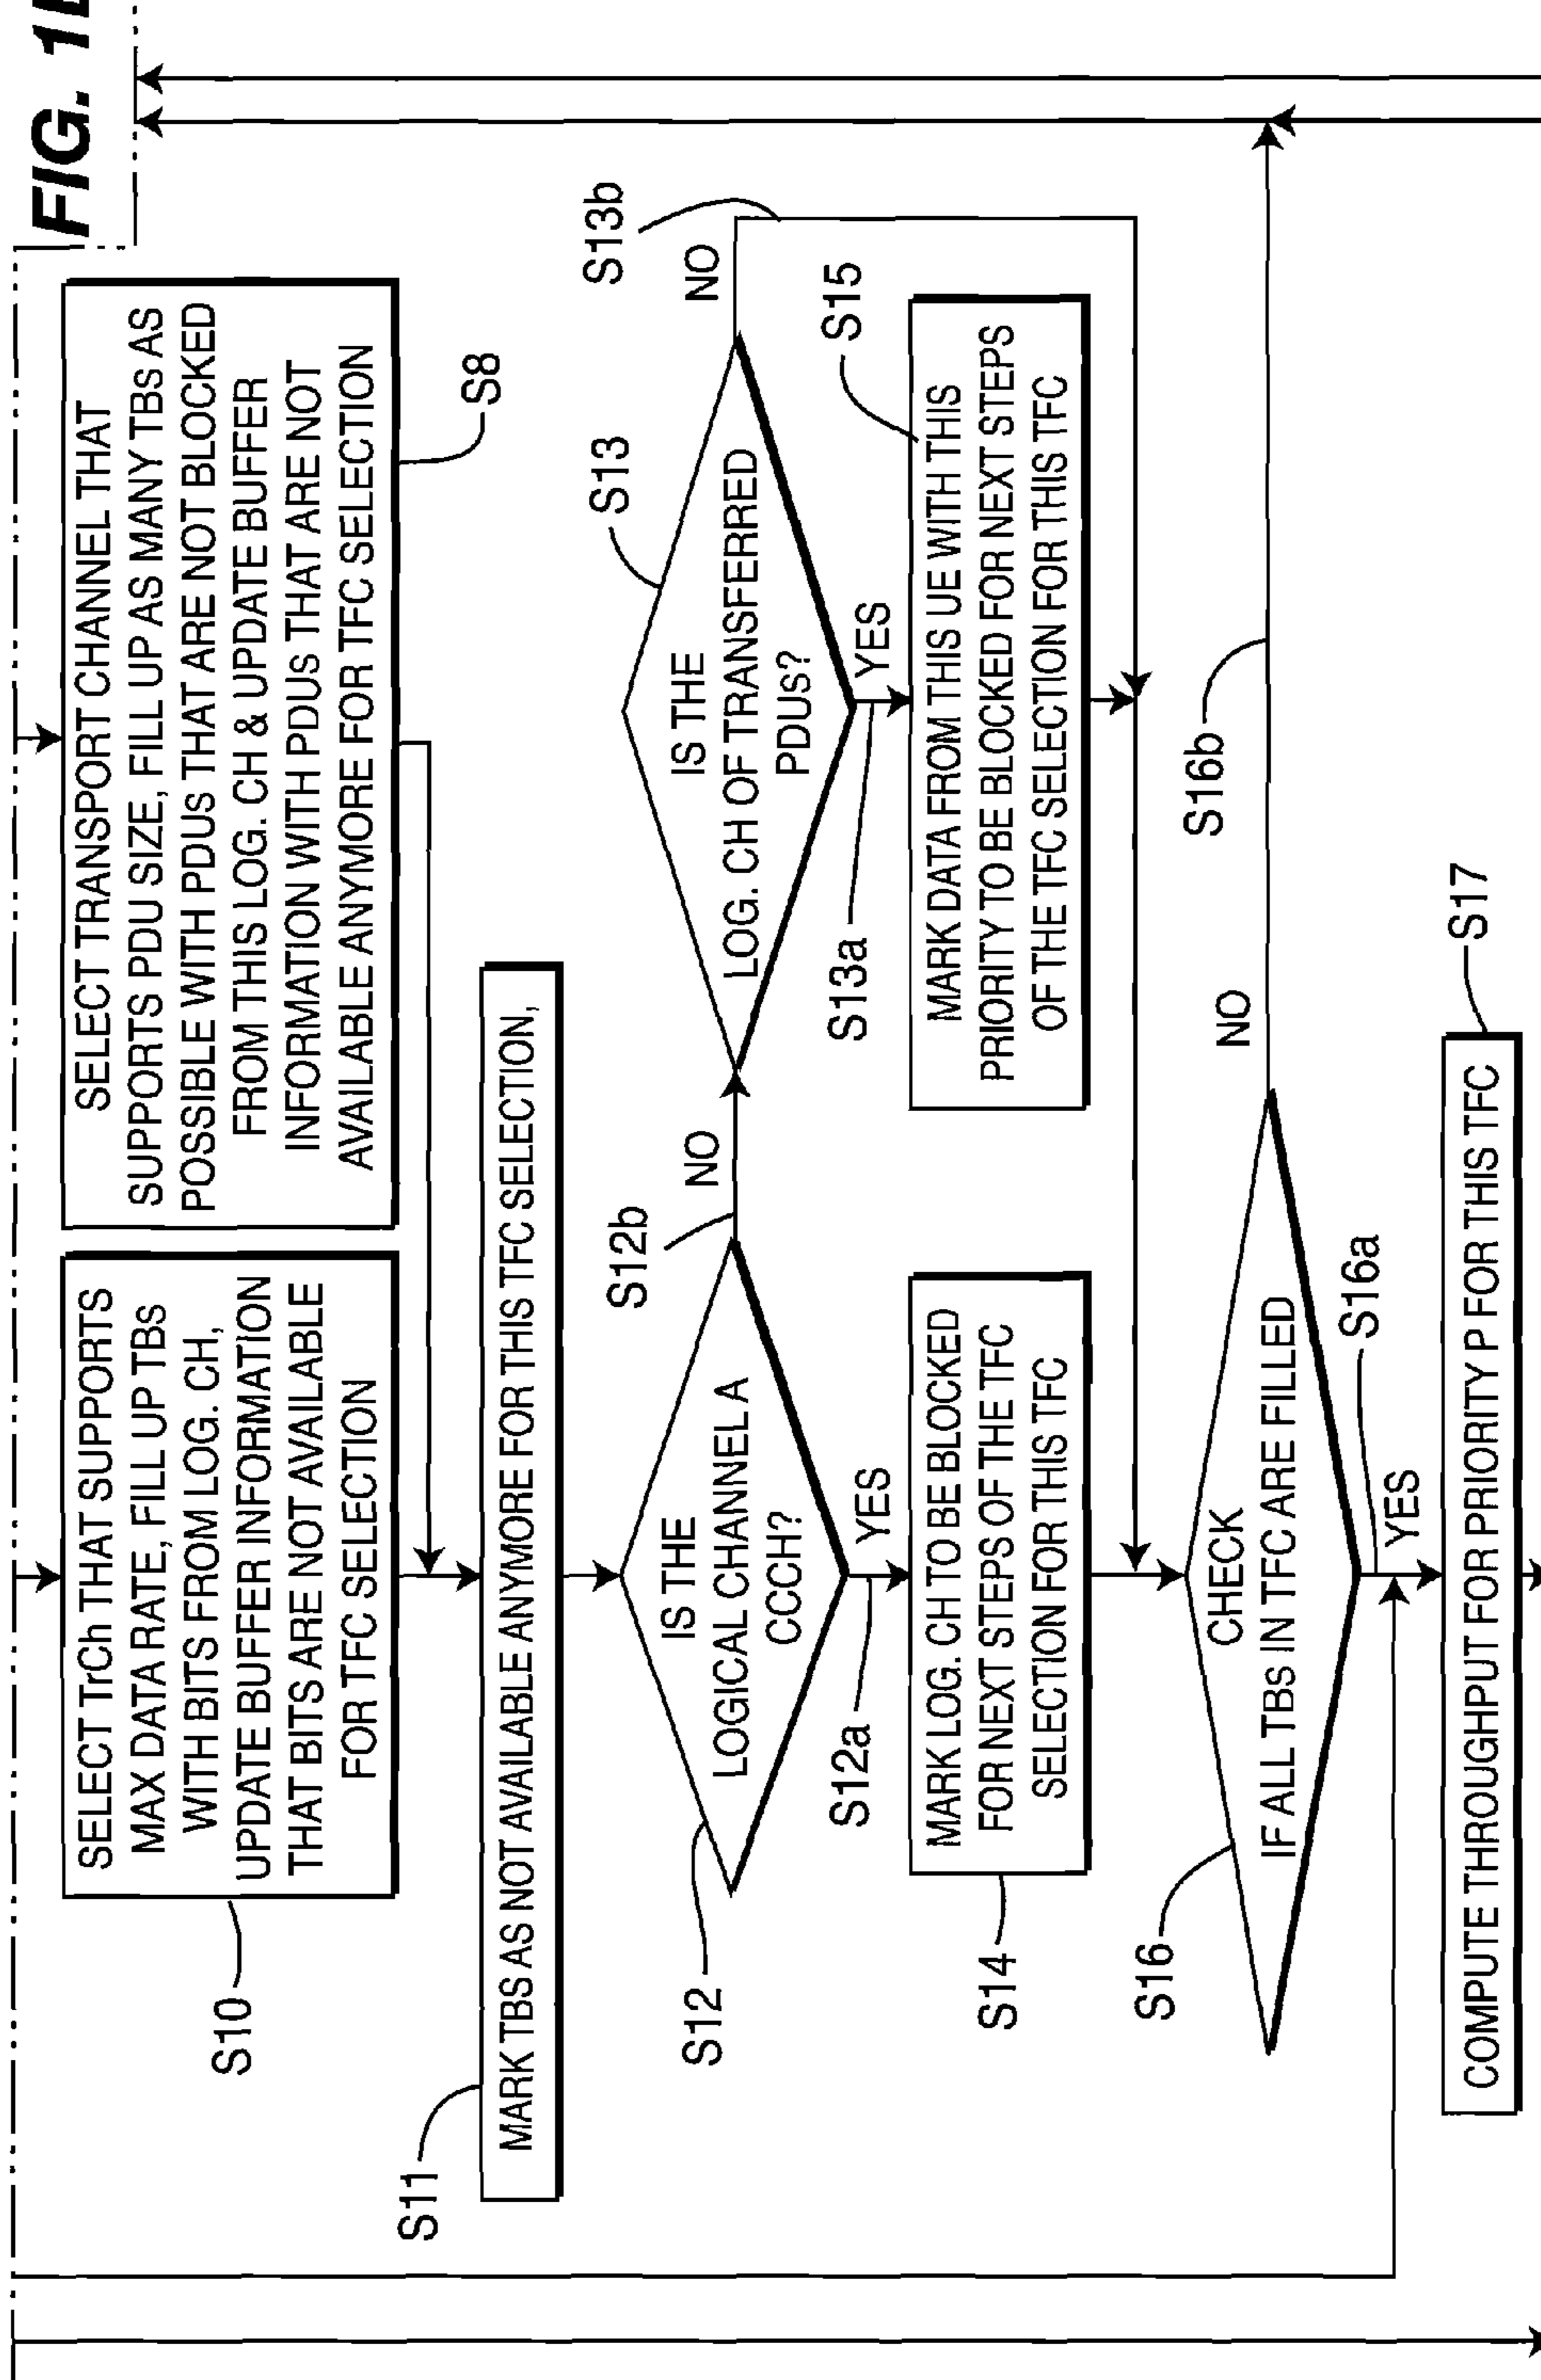 FIG. 1
SELECT TrCh THAT SUPPORTS
MAX DATA RATE, FILL UP TBs
WITH BITS FROM LOG. CH,
UPDATE BUFFER INFORMATION
THAT BITS ARE NOT AVAILABLE
FOR TFC SELECTION
S10
SELECT TRANSPORT CHANNEL THAT
SUPPORTS PDU SIZE, FILL UP AS MANY TBS AS
POSSIBLE WITH PDUS THAT ARE NOT BLOCKED
FROM THIS LOG. CH & UPDATE BUFFER
INFORMATION WITH PDUS THAT ARE NOT
AVAILABLE ANYMORE FOR TFC SELECTION
S8
S11
MARK TBS AS NOT AVAILABLE ANYMORE FOR THIS TFC SELECTION,
S12
IS THE
LOGICAL CHANNEL A
CCCH?
S12b
NO
S12a
YES
S13
IS THE
LOG. CH OF TRANSFERRED
PDUS?
S13b
NO
S13a
YES
S14
MARK LOG. CH TO BE BLOCKED
FOR NEXT STEPS OF THE TFC
SELECTION FOR THIS TFC
S15
MARK DATA FROM THIS UE WITH THIS
PRIORITY TO BE BLOCKED FOR NEXT STEPS
OF THE TFC SELECTION FOR THIS TFC
S16
CHECK
IF ALL TBS IN TFC ARE FILLED
NO
S16b
S16a
YES
S17
COMPUTE THROUGHPUT FOR PRIORITY P FOR THIS TFC